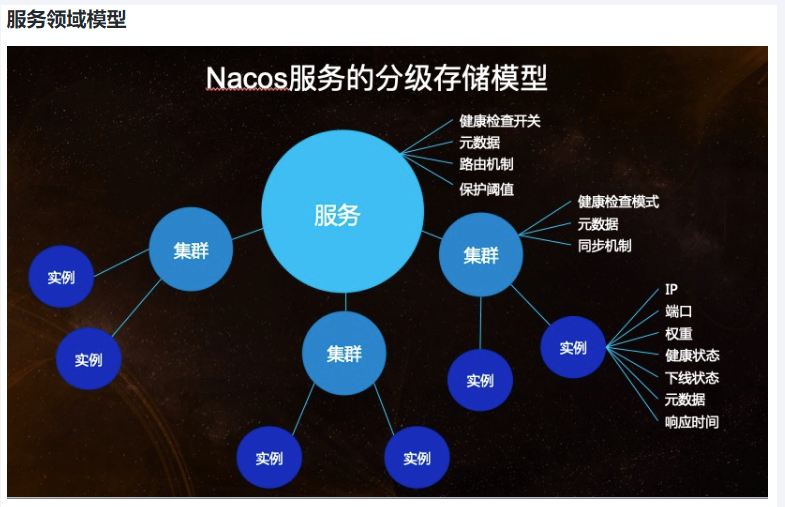 服务领域模型
Nacos服务的分级存储模型
健康检查开关
元数据
路由机制
保护阈值
服务
健康检查模式
元数据
同步机制
集群
集群
实例
IP
端口
权重
健康状态
下线状态
元数据
响应时间
实例
集群
实例
实例
实例
实例